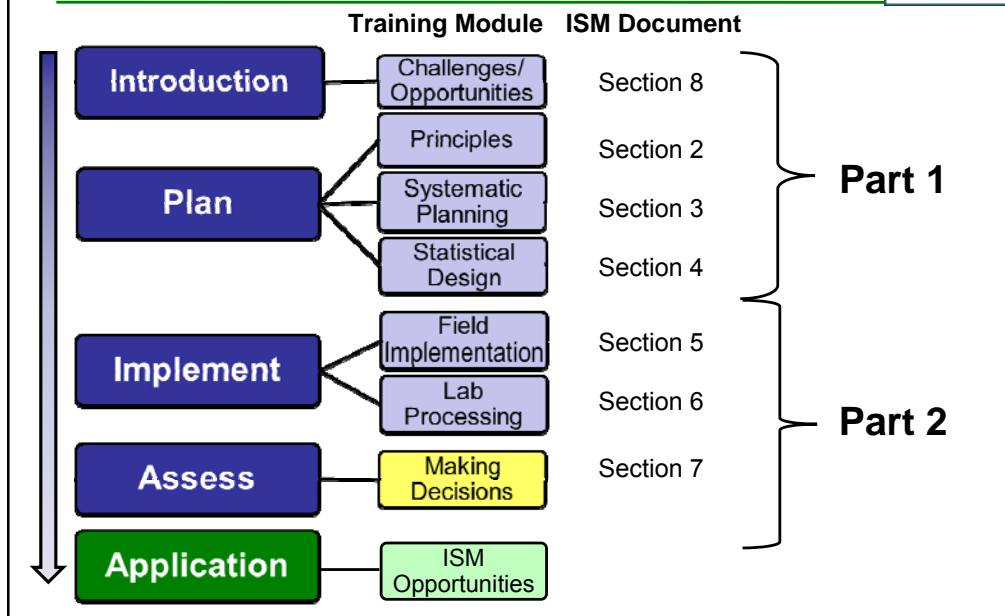 Training Module ISM Document
Introduction
Challenges/
Opportunities
Section 8
Plan
Principles
Section 2
Systematic
Planning
Section 3
Statistical
Design
Section 4
Part 1
Implement
Field
Implementation
Section 5
Lab
Processing
Section 6
Part 2
Assess
Making
Decisions
Section 7
Application
ISM
Opportunities